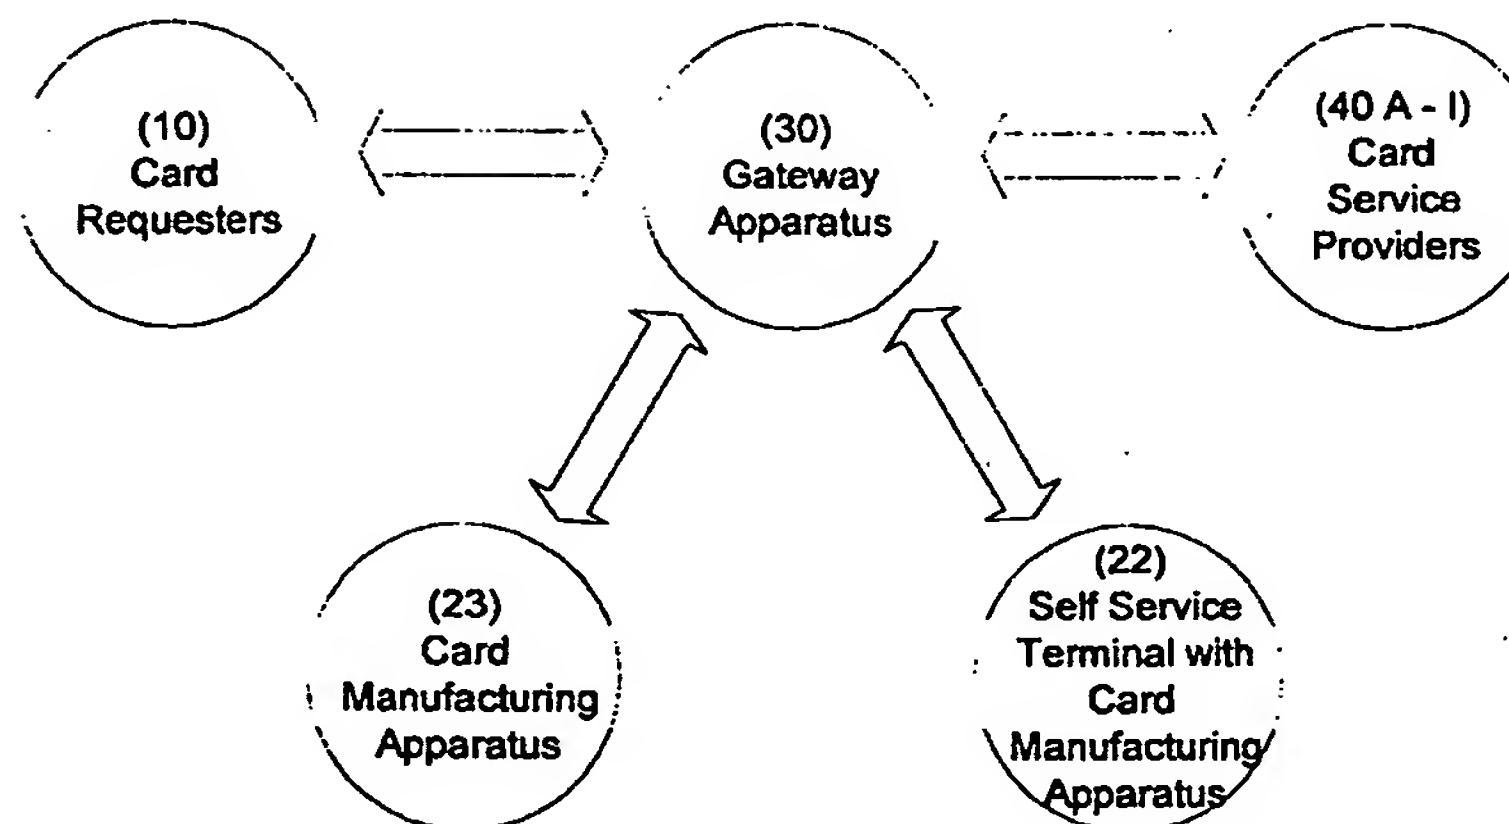 (10)
Card
Requesters
(30)
Gateway
Apparatus
(40 A - I)
Card
Service
Providers
(23)
Card
Manufacturing
Apparatus
(22)
Self Service
Terminal with
Card
Manufacturing
Apparatus